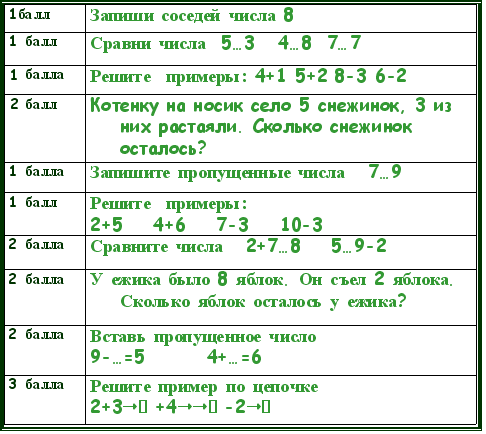 1балл Запиши соседей числа 8
1 балл Сравни числа 5…3 4…8 7…7
1 балла Решите примеры: 4+1 5+2 8-3 6-2
2 балл Котенку на носик село 5 снежинок, 3 из
них растаяли. Сколько снежинок
осталось?
1 балла Запишите пропущенные числа 7…9
1 балл Решите примеры:
2+5 4+6 7-3 10-3
2 балла Сравните числа 2+7…8 5…9-2
2 балла У ежика было 8 яблок. Он съел 2 яблока.
Сколько яблок осталось у ежика?
2 балла Вставь пропущенное число
9-…=5 4+…=6
3 балла Решите пример по цепочке
2+3→▯ +4→→▯ -2→▯